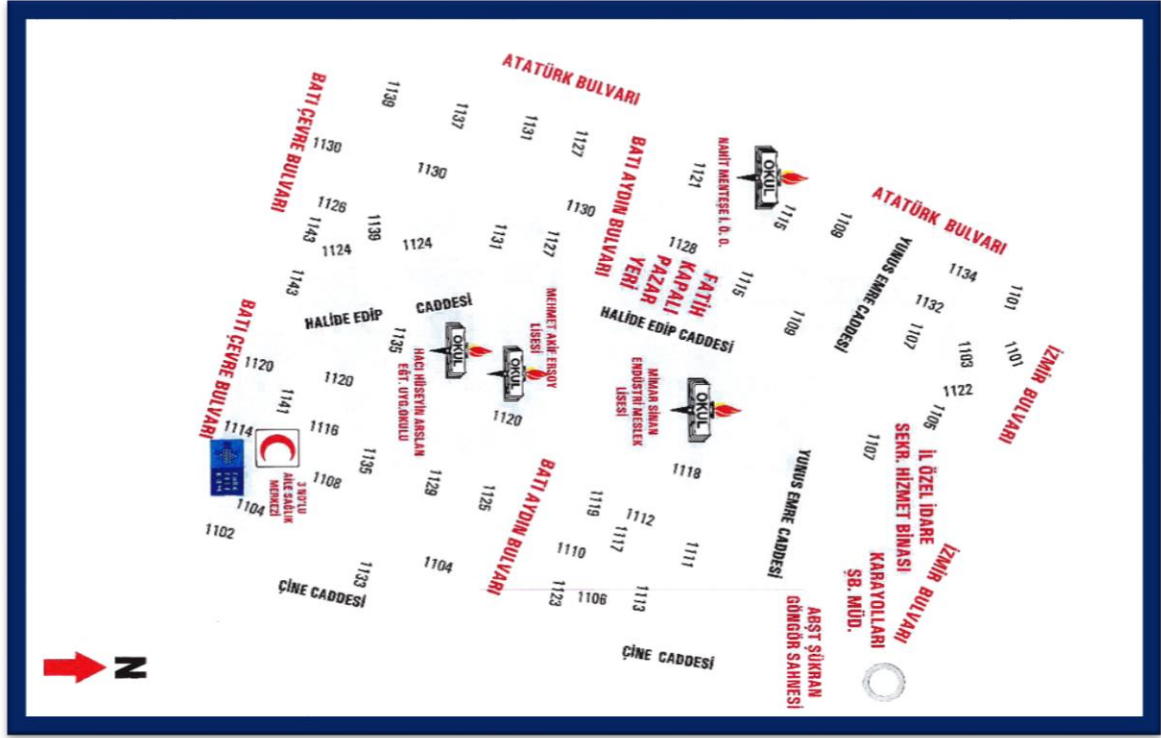 ATATÜRK BULVARI
BATI ÇEVRE BULVARI
1139
1137
1131
1127
1130
1130
BATI AYDIN BULVARI
1121
NAHİT MENTEŞE İ. Ö. O.
OKUL
1115
1109
ATATÜRK BULVARI
1126
1143
1139
1124
1124
1131
1127
1130
1128
FATİH
KAPALI
PAZAR
YERİ
1115
YUNUS EMRE CADDESİ
1134
1132
1101
1143
HALİDE EDİP CADDESİ
MEHMET AKİF ERSOY
LİSESİ
HALİDE EDİP CADDESİ
1109
1107
1103
1101
İZMİR BULVARI
BATI ÇEVRE BULVARI
1135
OKUL
HACI HÜSEYİN ARSLAN
EĞT. UYG.OKULU
OKUL
MİMAR SİNAN
ENDÜSTRİ MESLEK
LİSESİ
OKUL
1122
1105
1120
1120
1141
1120
1107
1114
1116
1135
1108
3 NO'LU
AİLE SAĞLIK
MERKEZİ
1104
1102
1129
1125
BATI AYDIN BULVARI
1118
1119
1112
1117
1110
1111
YUNUS EMRE CADDESİ
İL ÖZEL İDARE
SEKR. HİZMET BİNASI
KARAYOLLARI
ŞB. MÜD.
İZMİR BULVARI
1133
1104
ÇİNE CADDESİ
1123
1106
1113
ÇİNE CADDESİ
ABŞT ŞÜKRAN
GÖNGÖR SAHNESİ
N